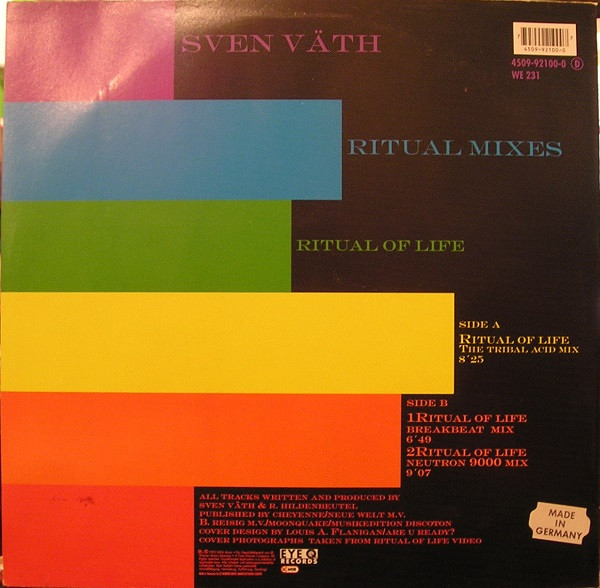 SVEN VÄTH
4509-92100-0
4509-92100-0 D
WE 231
RITUAL MIXES
RITUAL OF LIFE
SIDE A
RITUAL OF LIFE
THE TRIBAL ACID MIX
8'25
SIDE B
1RITUAL OF LIFE
BREAKBEAT MIX
6'49
2RITUAL OF LIFE
NEUTRON 9000 MIX
9'07
ALL TRACKS WRITTEN AND PRODUCED BY
SVEN VÄTH & R. HILDENBEUTEL
PUBLISHED BY CHEYENNE/NEUE WELT M.V.
B. REISIG M.V./MOONQUAKE/MUSIKEDITION DISCOTON
COVER DESIGN BY LOUIS A. FLANIGAN/ARE U READY?
COVER PHOTOGRAPHS TAKEN FROM RITUAL OF LIFE VIDEO
EYE Q
RECORDS
MADE
IN
GERMANY